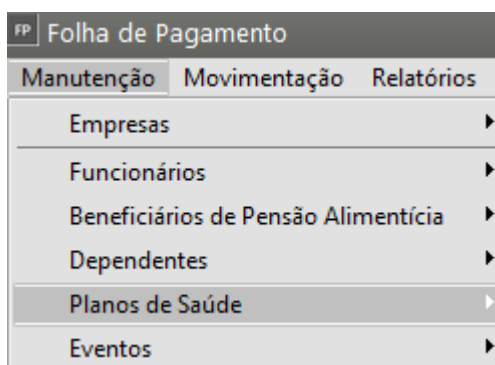 FP Folha de Pagamento
Manutenção Movimentação Relatórios
Empresas
Funcionários
Beneficiários de Pensão Alimentícia
Dependentes
Planos de Saúde
Eventos